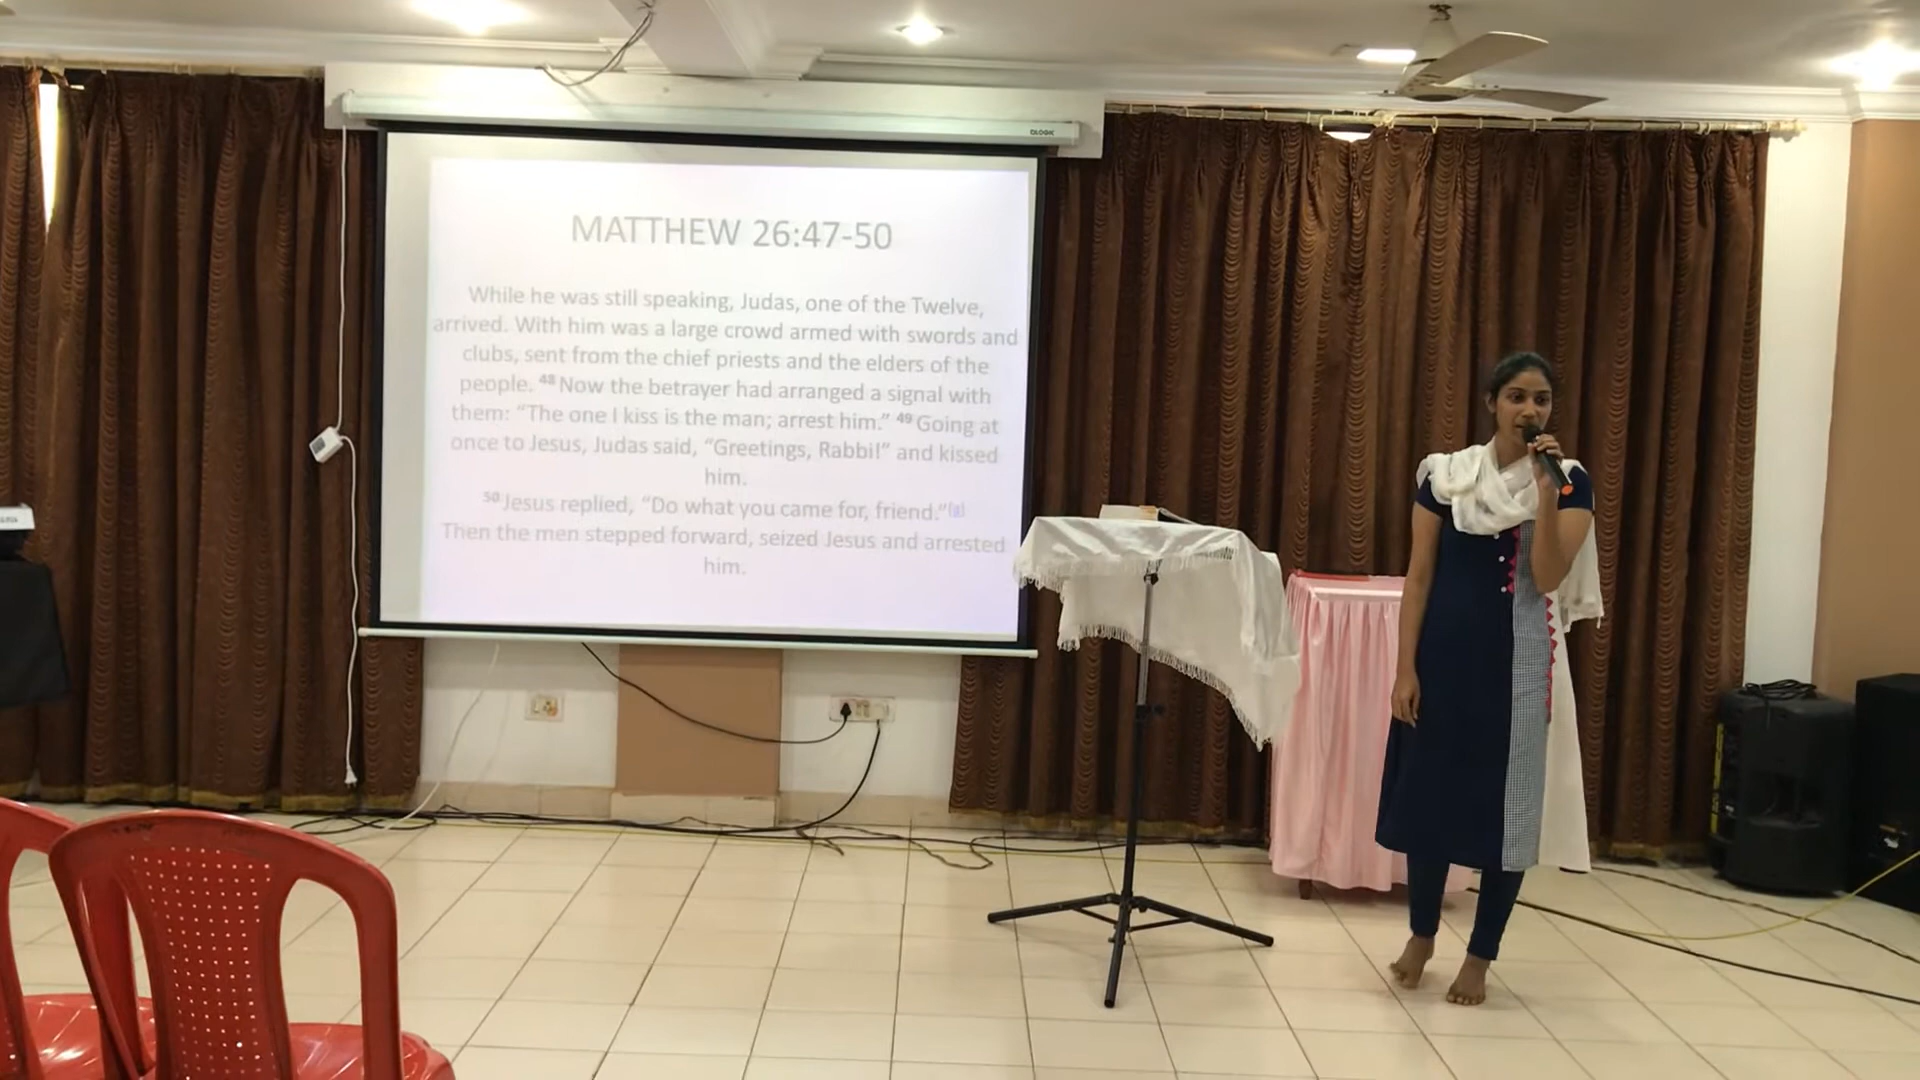 QLOGIC
MATTHEW 26:47-50
While he was still speaking, Judas, one of the Twelve,
arrived. With him was a large crowd armed with swords and
clubs, sent from the chief priests and the elders of the
people. 48 Now the betrayer had arranged a signal with
them: “The one I kiss is the man; arrest him.” 49 Going at
once to Jesus, Judas said, “Greetings, Rabbi!” and kissed
him.
50 Jesus replied, “Do what you came for, friend.”
Then the men stepped forward, seized Jesus and arrested
him.